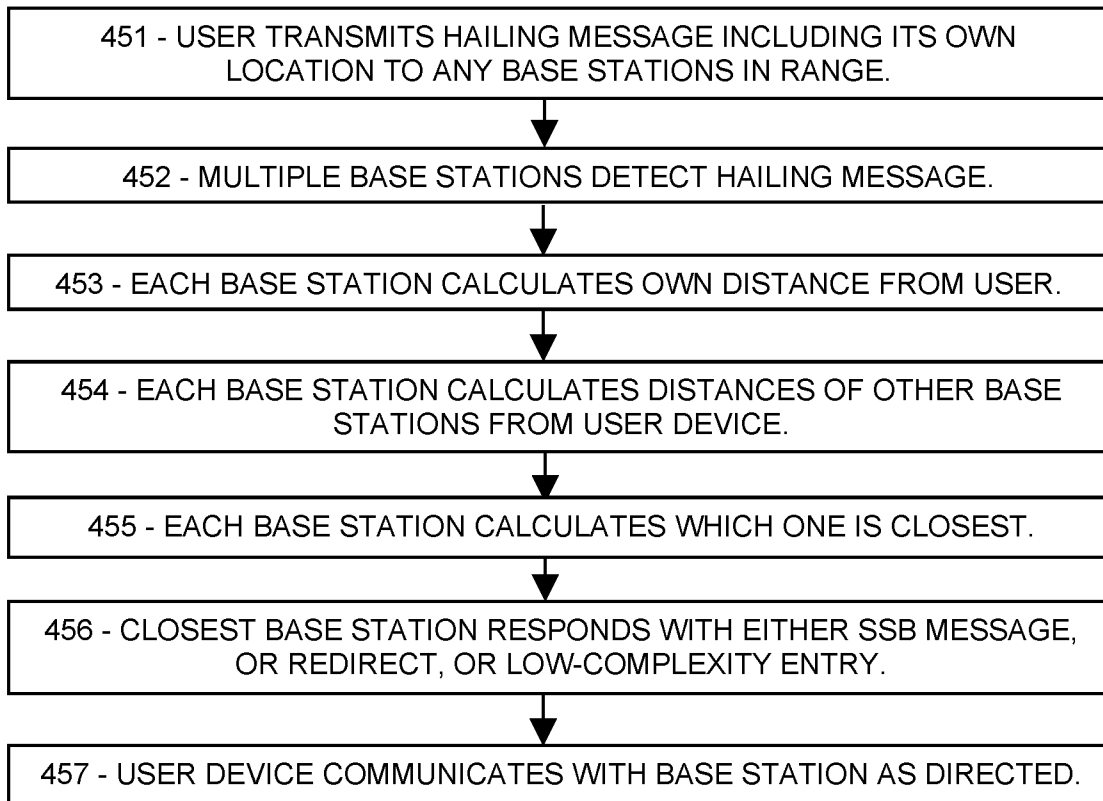 451 - USER TRANSMITS HAILING MESSAGE INCLUDING ITS OWN
LOCATION TO ANY BASE STATIONS IN RANGE.
452 - MULTIPLE BASE STATIONS DETECT HAILING MESSAGE.
453 - EACH BASE STATION CALCULATES OWN DISTANCE FROM USER.
454 - EACH BASE STATION CALCULATES DISTANCES OF OTHER BASE
STATIONS FROM USER DEVICE.
455 - EACH BASE STATION CALCULATES WHICH ONE IS CLOSEST.
456 - CLOSEST BASE STATION RESPONDS WITH EITHER SSB MESSAGE,
OR REDIRECT, OR LOW-COMPLEXITY ENTRY.
457 - USER DEVICE COMMUNICATES WITH BASE STATION AS DIRECTED.